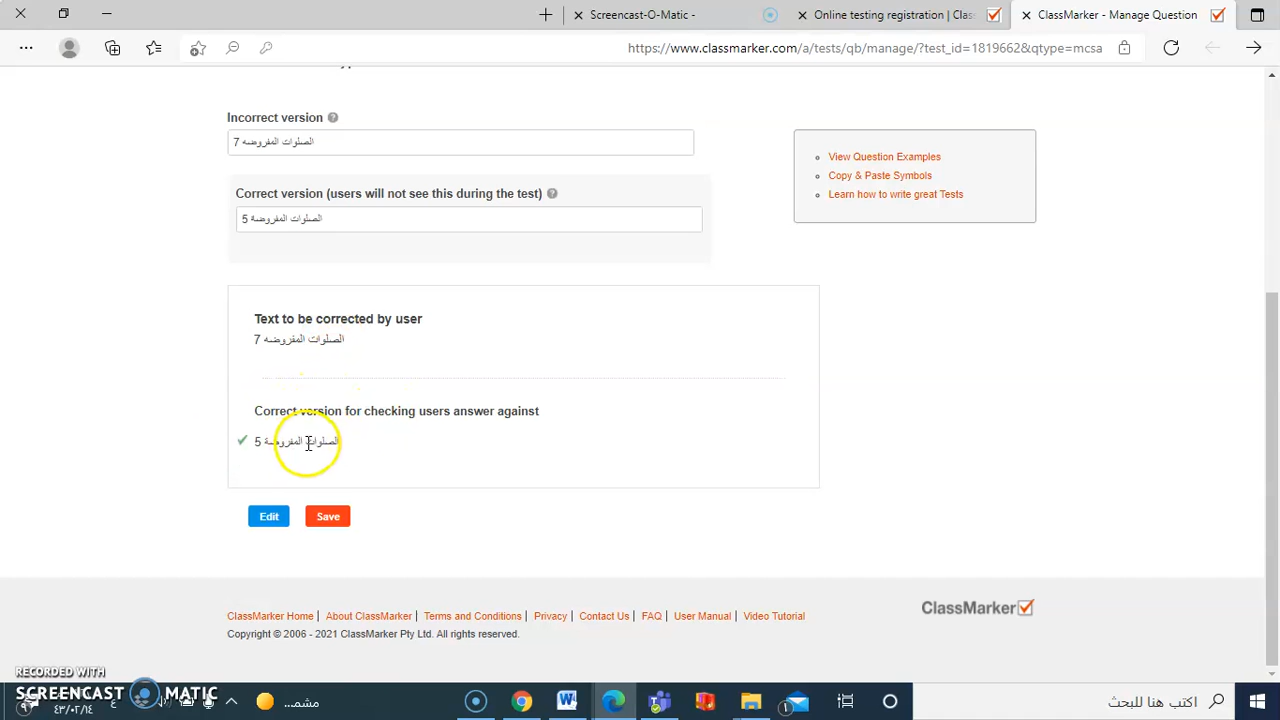 Screencast-O-Matic -
Online testing registration | Clas
ClassMarker - Manage Question
https://www.classmarker.com/a/tests/qb/manage/?test_id=1819662&qtype=mcsa
Incorrect version ?
الصلوات المفروضه 7
Correct version (users will not see this during the test) ?
الصلوات المفروضة 5
View Question Examples
Copy & Paste Symbols
Learn how to write great Tests
Text to be corrected by user
الصلوات المفروضه 7
Correct version for checking users answer against
الصلوات المفروضة 5
Edit
Save
ClassMarker Home | About ClassMarker | Terms and Conditions | Privacy | Contact Us | FAQ | User Manual | Video Tutorial
ClassMarker
Copyright © 2006 - 2021 ClassMarker Pty Ltd. All rights reserved.
RECORDED WITH
SCREENCAST MATIC
مشمـ...
٤٣/٠٢/١٤
اكتب هنا للبحث